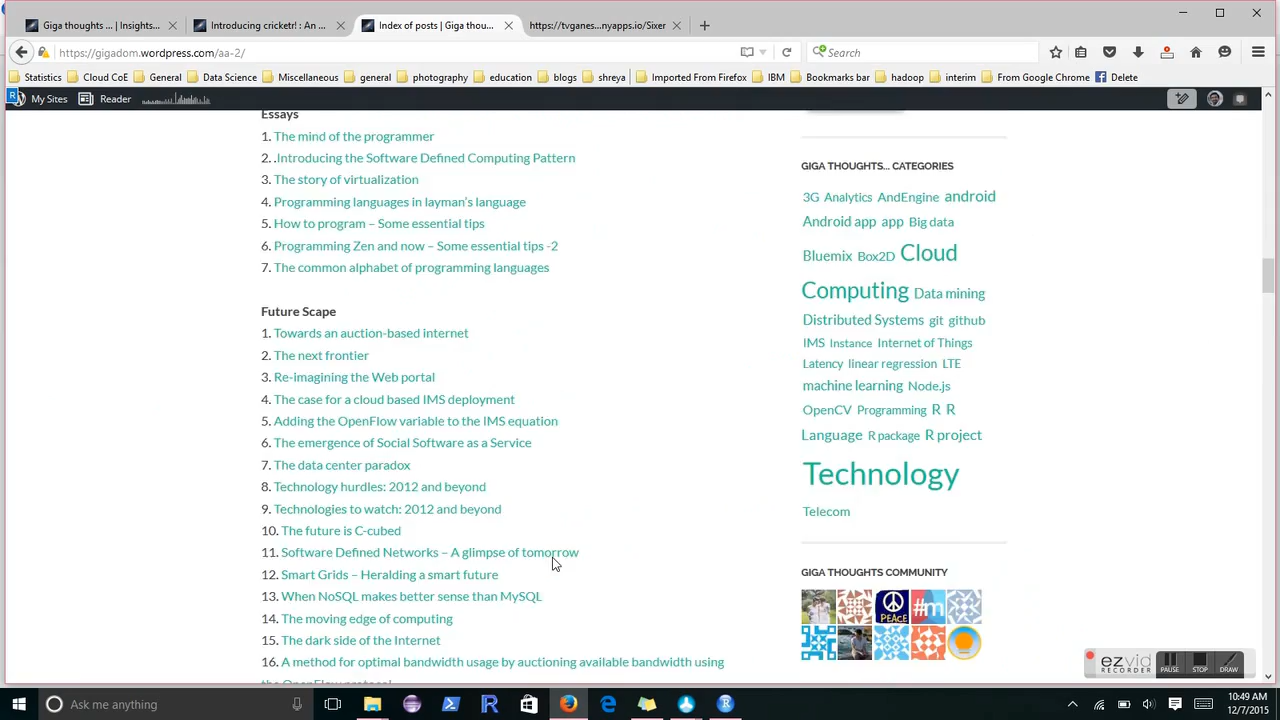 Giga thoughts ... | Insights...
Introducing cricketr! : An ...
Index of posts | Giga thou...
https://tvganes...nyapps.io/Sixer
https://gigadom.wordpress.com/aa-2/
Search
Statistics
Cloud CoE
General
Data Science
Miscellaneous
general
photography
education
blogs
shreya
Imported From Firefox
IBM
Bookmarks bar
hadoop
interim
From Google Chrome
Delete
R
My Sites
Reader
Essays
1. The mind of the programmer
2. .Introducing the Software Defined Computing Pattern
3. The story of virtualization
4. Programming languages in layman's language
5. How to program – Some essential tips
6. Programming Zen and now – Some essential tips -2
7. The common alphabet of programming languages
Future Scape
1. Towards an auction-based internet
2. The next frontier
3. Re-imagining the Web portal
4. The case for a cloud based IMS deployment
5. Adding the OpenFlow variable to the IMS equation
6. The emergence of Social Software as a Service
7. The data center paradox
8. Technology hurdles: 2012 and beyond
9. Technologies to watch: 2012 and beyond
10. The future is C-cubed
11. Software Defined Networks – A glimpse of tomorrow
12. Smart Grids – Heralding a smart future
13. When NoSQL makes better sense than MySQL
14. The moving edge of computing
15. The dark side of the Internet
16. A method for optimal bandwidth usage by auctioning available bandwidth using
the OpenFlow protocol
GIGA THOUGHTS... CATEGORIES
3G Analytics AndEngine android
Android app app Big data
Bluemix Box2D Cloud
Computing Data mining
Distributed Systems git github
IMS Instance Internet of Things
Latency linear regression LTE
machine learning Node.js
OpenCV Programming R R
Language R package R project
Technology
Telecom
GIGA THOUGHTS COMMUNITY
PEACE
#m
ezvid
RECORDER
PAUSE
STOP
DRAW
Ask me anything
R
R
10:49 AM
12/7/2015